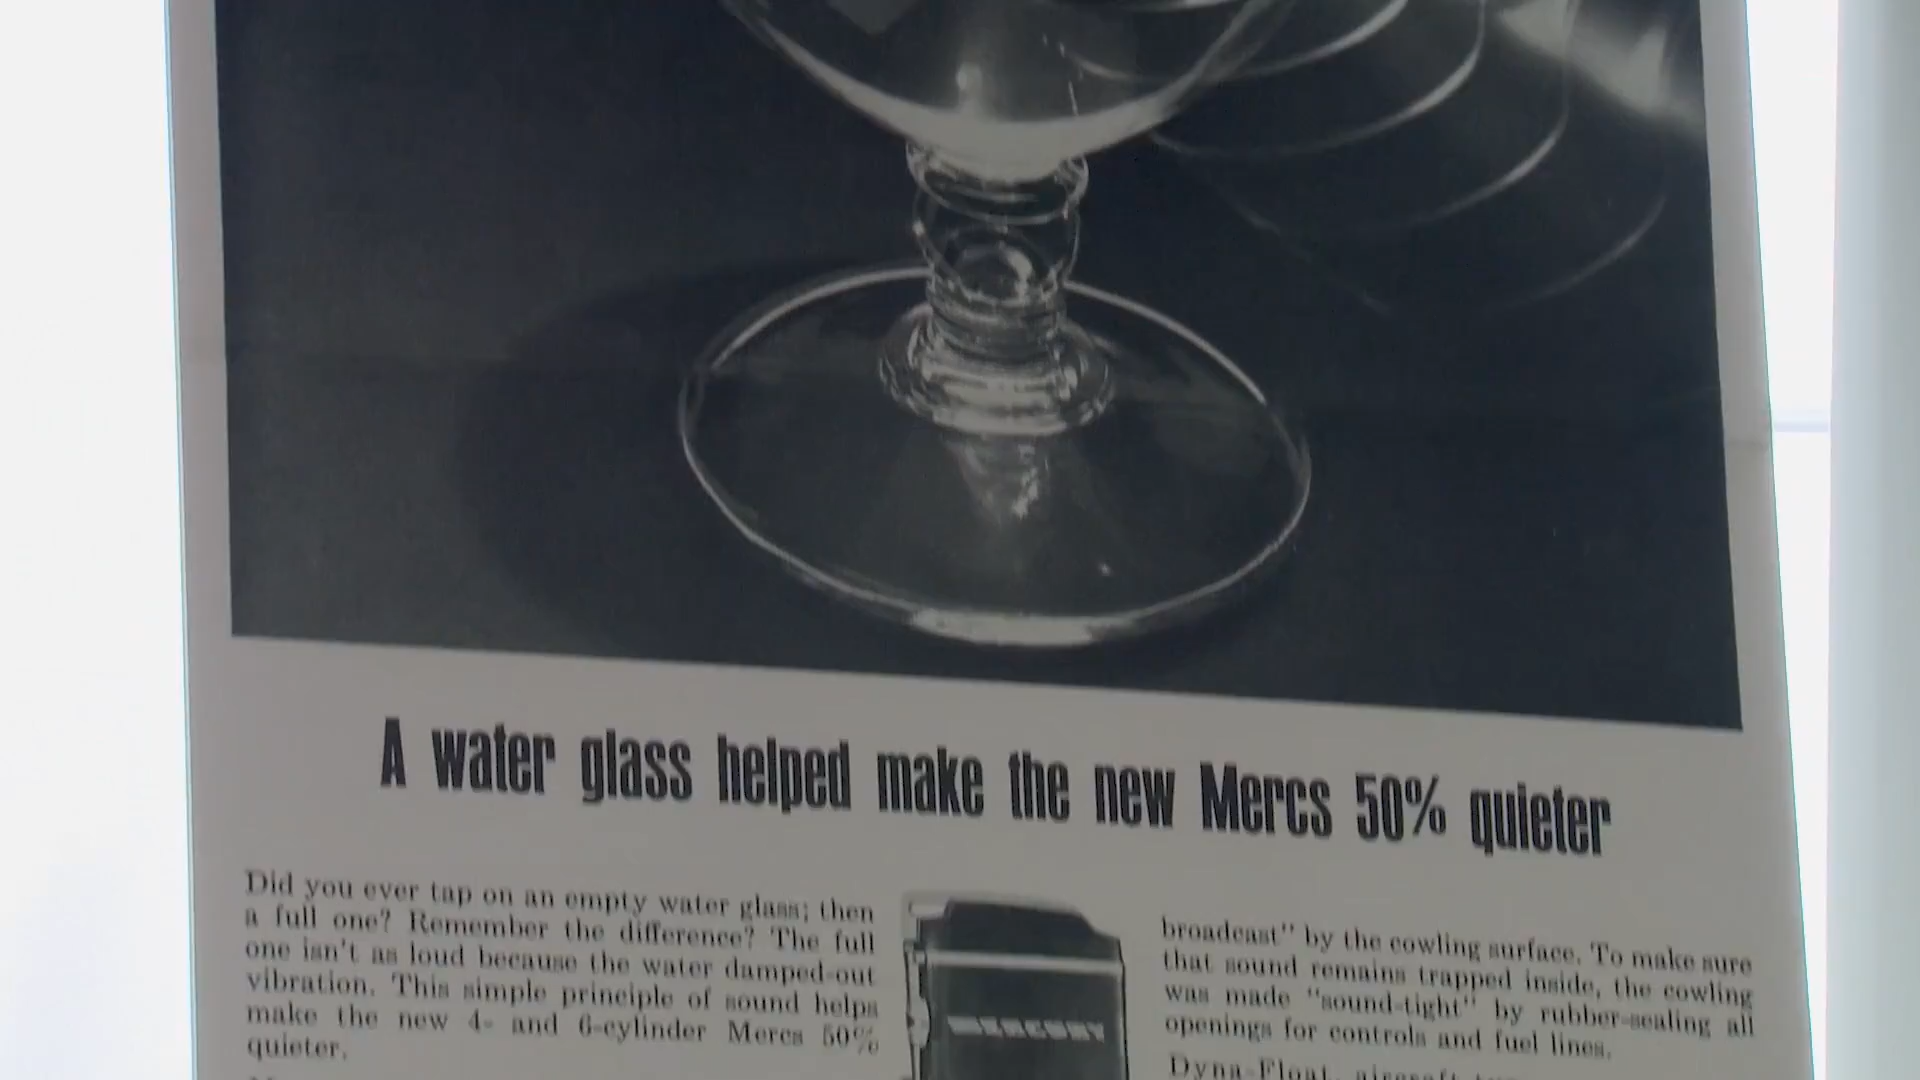 A water glass helped make the new Mercs 50% quieter
Did you ever tap on an empty water glass; then
a full one? Remember the difference? The full
one isn't as loud because the water damped-out
vibration. This simple principle of sound helps
make the new 4- and 6-cylinder Mercs 50%
quieter.
MERCURY
broadcast" by the cowling surface. To make sure
that sound remains trapped inside, the cowling
was made "sound-tight" by rubber-sealing all
openings for controls and fuel lines.
Dyna-Float, aircraft